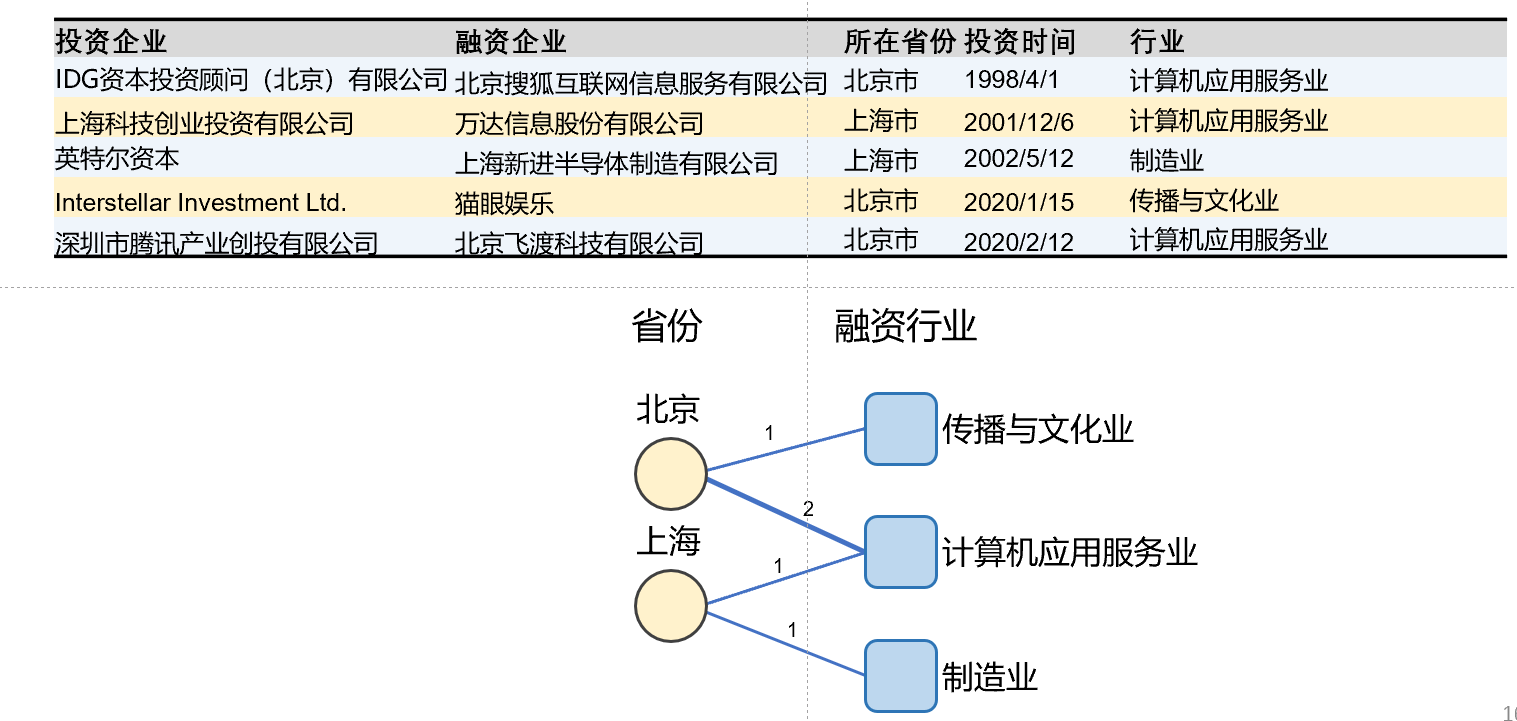 投资企业 融资企业 所在省份 投资时间 行业
IDG资本投资顾问（北京）有限公司 北京搜狐互联网信息服务有限公司 北京市 1998/4/1 计算机应用服务业
上海科技创业投资有限公司 万达信息股份有限公司 上海市 2001/12/6 计算机应用服务业
英特尔资本 上海新进半导体制造有限公司 上海市 2002/5/12 制造业
Interstellar Investment Ltd. 猫眼娱乐 北京市 2020/1/15 传播与文化业
深圳市腾讯产业创投有限公司 北京飞渡科技有限公司 北京市 2020/2/12 计算机应用服务业
省份 融资行业
北京
1
传播与文化业
2
上海
计算机应用服务业
1
1
制造业